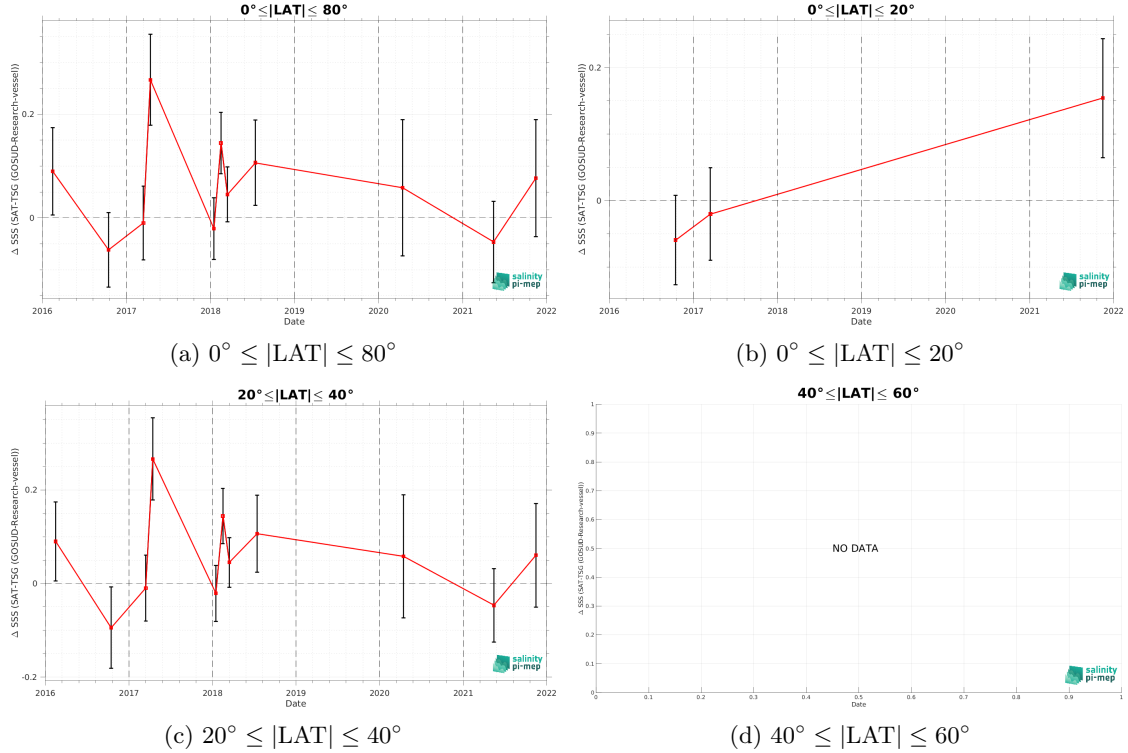 0°≤|LAT|≤ 80°
Δ SSS (SAT-TSG (GOSUD-Research-vessel))
0.2
0
salinity
pi-mep
2016 2017 2018 2019 2020 2021 2022
Date
(a) 0° ≤ |LAT| ≤ 80°
0°≤|LAT|≤ 20°
Δ SSS (SAT-TSG (GOSUD-Research-vessel))
0.2
0
salinity
pi-mep
2016 2017 2018 2019 2020 2021 2022
Date
(b) 0° ≤ |LAT| ≤ 20°
20°≤|LAT|≤ 40°
Δ SSS (SAT-TSG (GOSUD-Research-vessel))
0.2
0
-0.2
salinity
pi-mep
2016 2017 2018 2019 2020 2021 2022
Date
(c) 20° ≤ |LAT| ≤ 40°
40°≤|LAT|≤ 60°
Δ SSS (SAT-TSG (GOSUD-Research-vessel))
1
0.9
0.8
0.7
0.6
0.5
0.4
0.3
0.2
0.1
0
NO DATA
salinity
pi-mep
0 0.1 0.2 0.3 0.4 0.5 0.6 0.7 0.8 0.9 1
Date
(d) 40° ≤ |LAT| ≤ 60°